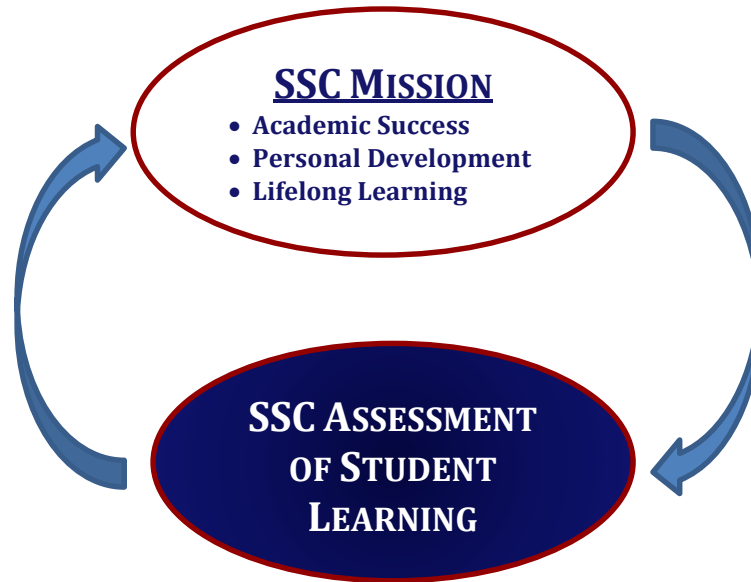 SSC MISSION
• Academic Success
• Personal Development
• Lifelong Learning
SSC ASSESSMENT
OF STUDENT
LEARNING